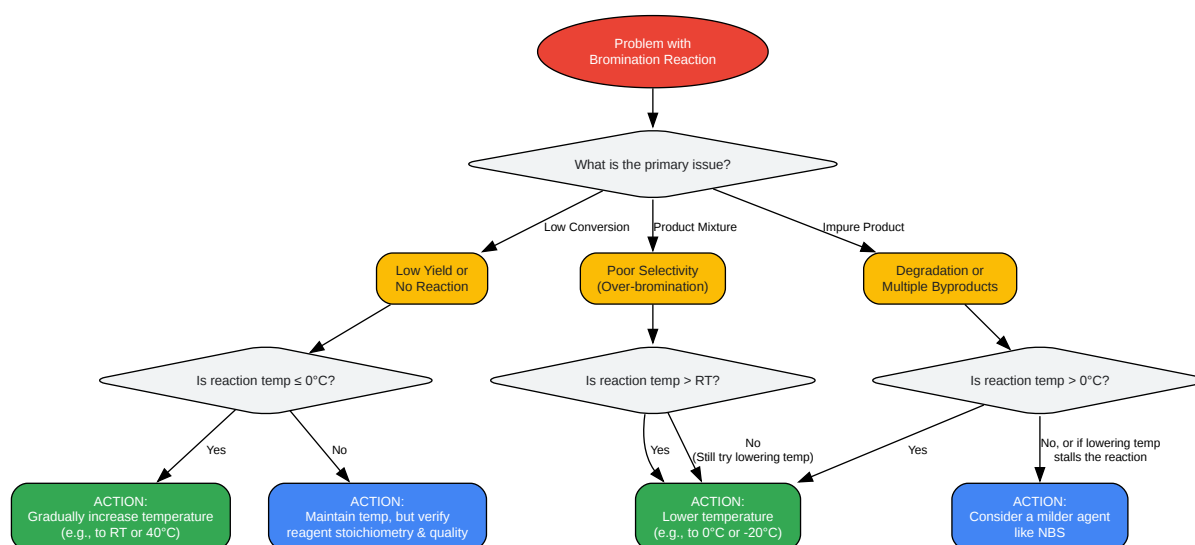 Problem with
Bromination Reaction
What is the primary issue?
Low Conversion
Product Mixture
Impure Product
Low Yield or
No Reaction
Poor Selectivity
(Over-bromination)
Degradation or
Multiple Byproducts
Is reaction temp ≤ 0°C?
Is reaction temp > RT?
Is reaction temp > 0°C?
Yes
No
Yes
No
(Still try lowering temp)
Yes
No, or if lowering temp
stalls the reaction
ACTION:
Gradually increase temperature
(e.g., to RT or 40°C)
ACTION:
Maintain temp, but verify
reagent stoichiometry & quality
ACTION:
Lower temperature
(e.g., to 0°C or -20°C)
ACTION:
Consider a milder agent
like NBS